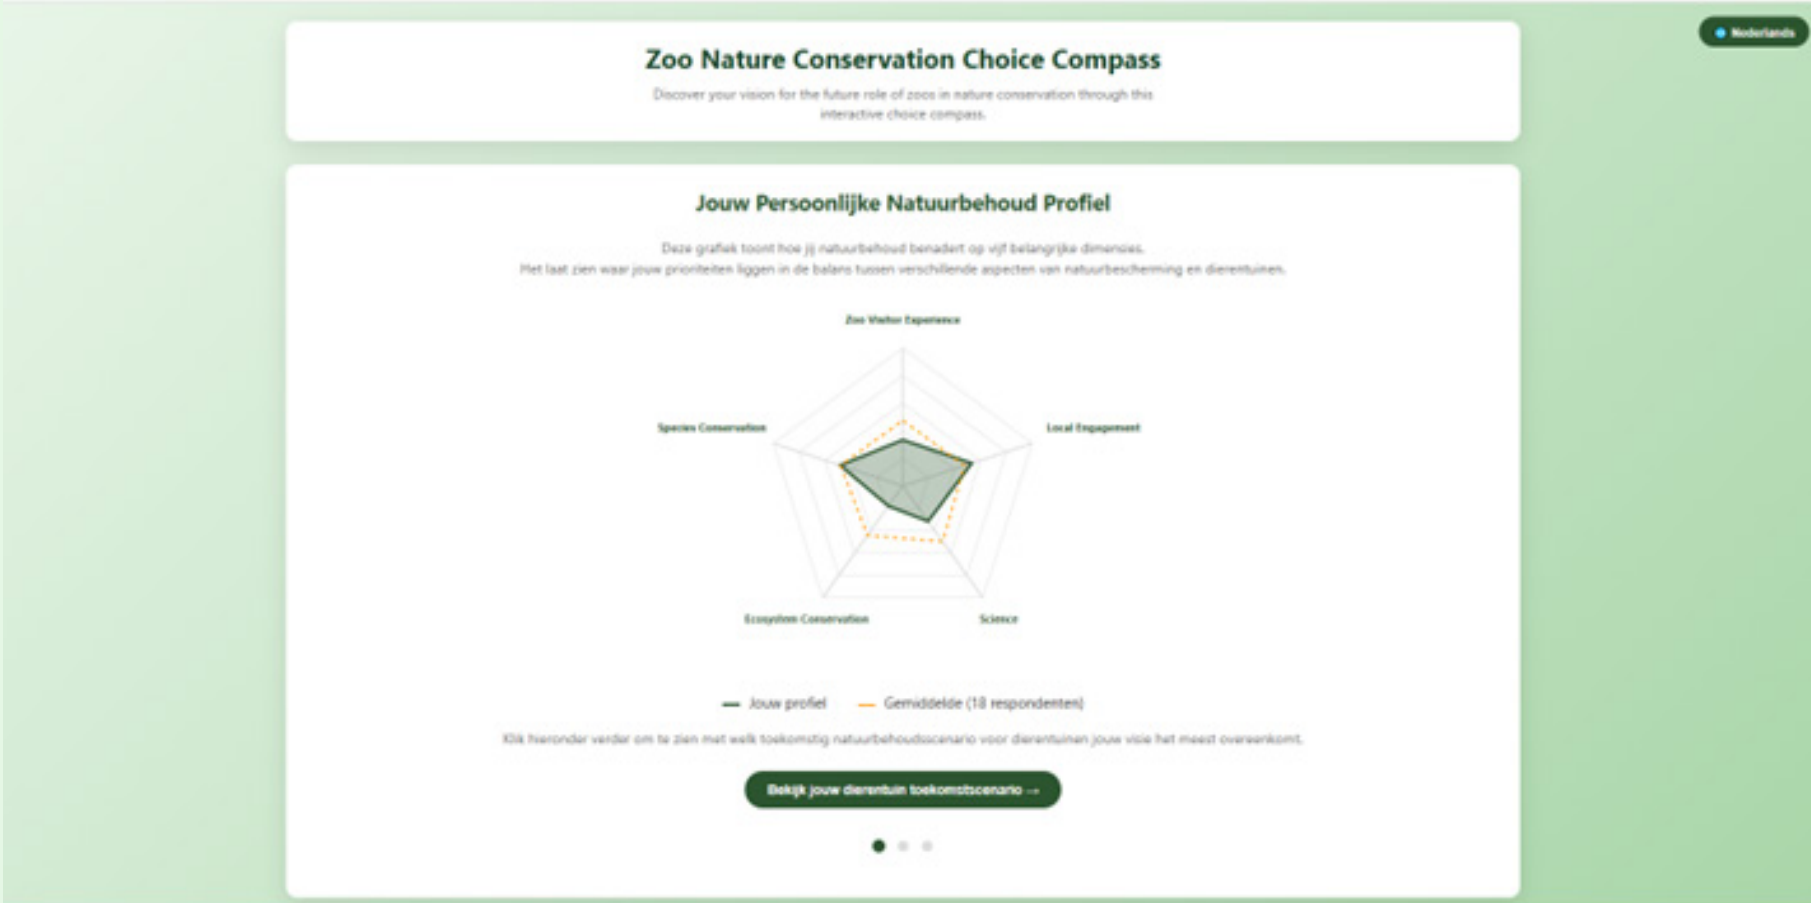 Nederlands
Zoo Nature Conservation Choice Compass
Discover your vision for the future role of zoos in nature conservation through this
interactive choice compass.
Jouw Persoonlijke Natuurbehoud Profiel
Deze grafiek toont hoe jij natuurbehoud benadert op vijf belangrijke dimensies.
Het laat zien waar jouw prioriteiten liggen in de balans tussen verschillende aspecten van natuurbescherming en dierentuinen.
Zoo Visitor Experience
Species Conservation
Local Engagement
Ecosystem Conservation
Science
Jouw profiel
Gemiddelde (18 respondenten)
Klik hieronder verder om te zien met welk toekomstig natuurbehoudsscenario voor dierentuinen jouw visie het meest overeenkomt.
Bekijk jouw dierentuin toekomstscenario →